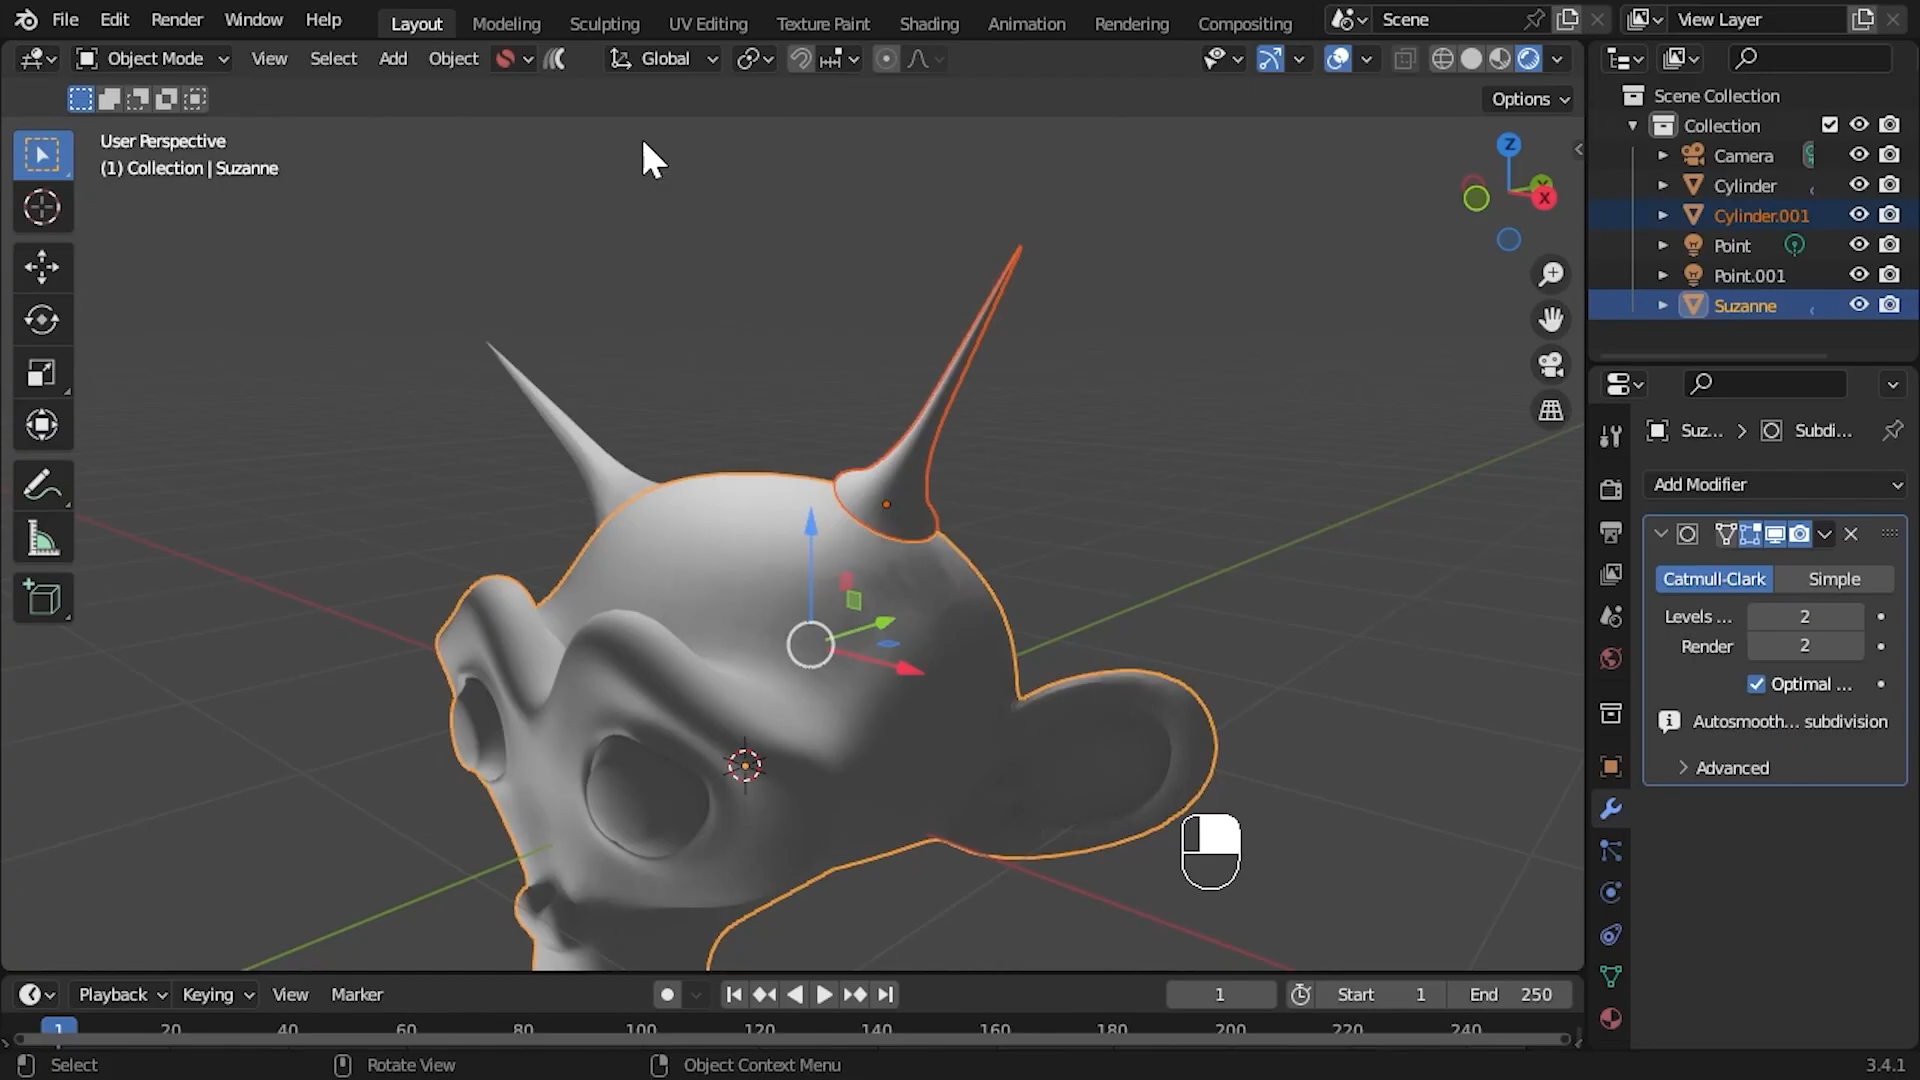 File Edit Render Window Help Layout Modeling Sculpting UV Editing Texture Paint Shading Animation Rendering Compositing Scene View Layer
Object Mode View Select Add Object Global
Options
User Perspective
(1) Collection | Suzanne
Z
X
Scene Collection
Collection
Camera
Cylinder
Cylinder.001
Point
Point.001
Suzanne
Suz... Subdi...
Add Modifier
Catmull-Clark Simple
Levels ... 2
Render 2
Optimal ...
Autosmooth... subdivision
Advanced
Playback Keying View Marker 1 Start 1 End 250
1 20 40 60 80 100 120 140 160 180 200 220 240
Select Rotate View Object Context Menu 3.4.1